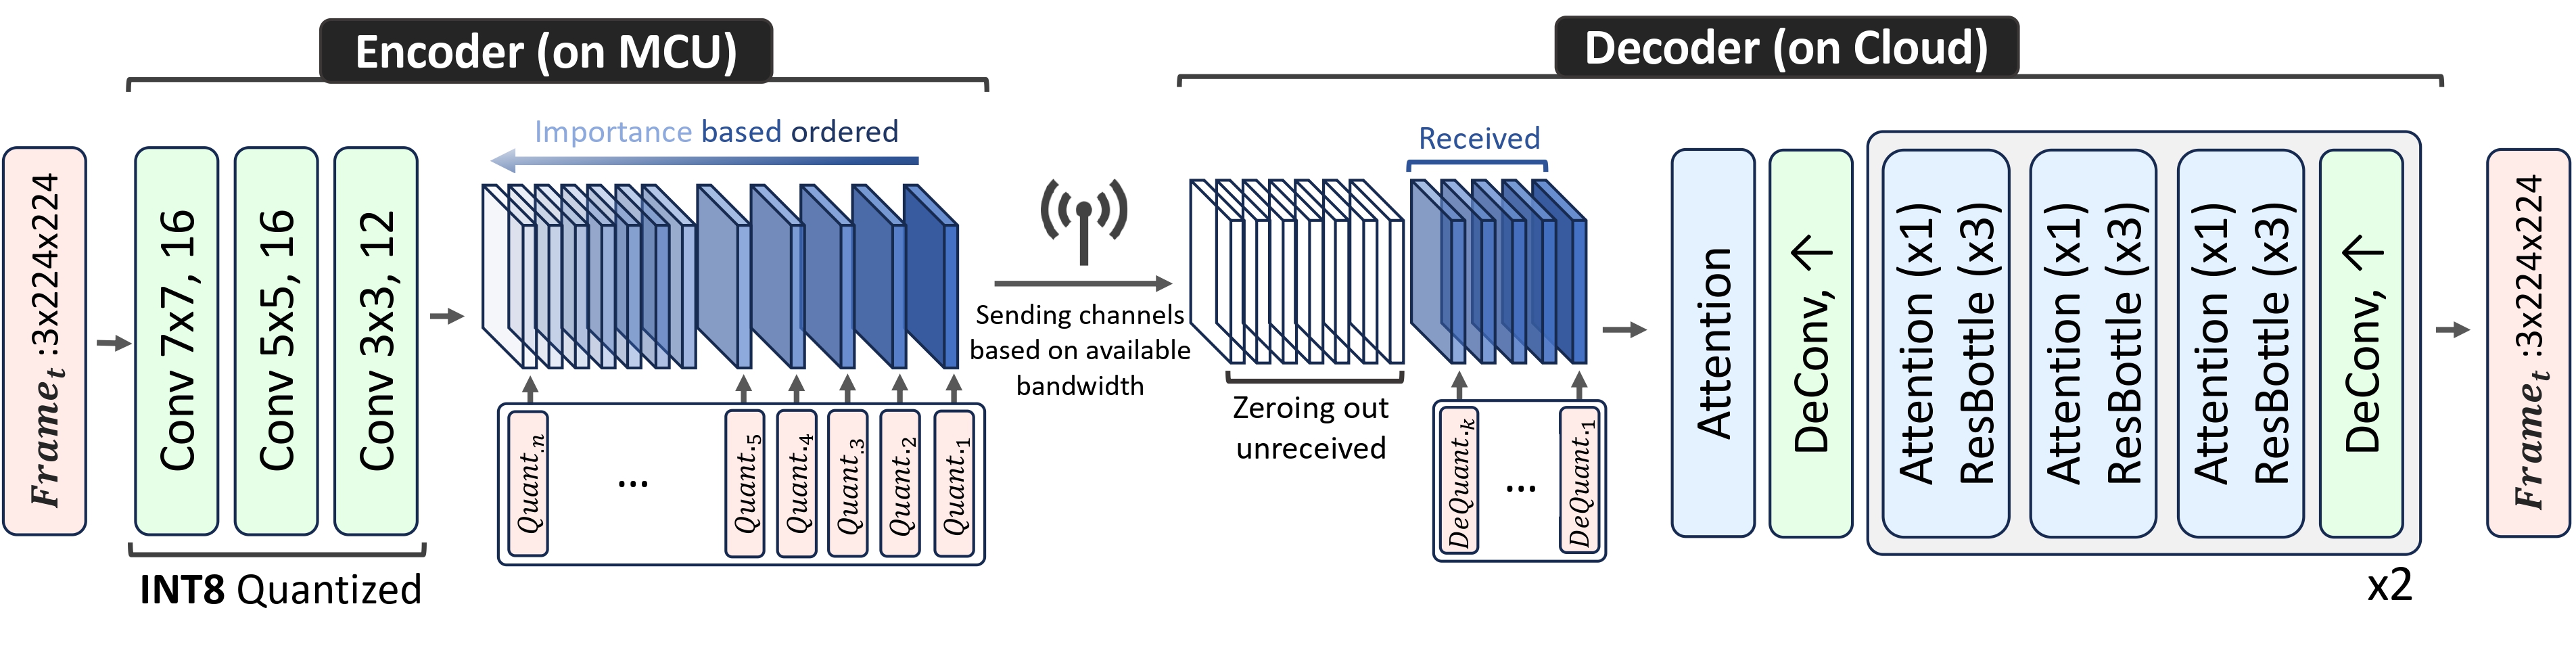 Encoder (on MCU)
Decoder (on Cloud)
Frame_t :3x224x224
Conv 7x7, 16
Conv 5x5, 16
Conv 3x3, 12
INT8 Quantized
Importance based ordered
Quant._n
...
Quant._5
Quant._4
Quant._3
Quant._2
Quant._1
Sending channels
based on available
bandwidth
Received
Zeroing out
unreceived
DeQuant._k
...
DeQuant._1
Attention
DeConv, ↑
Attention (x1)
ResBottle (x3)
Attention (x1)
ResBottle (x3)
Attention (x1)
ResBottle (x3)
DeConv, ↑
x2
Frame_t :3x224x224